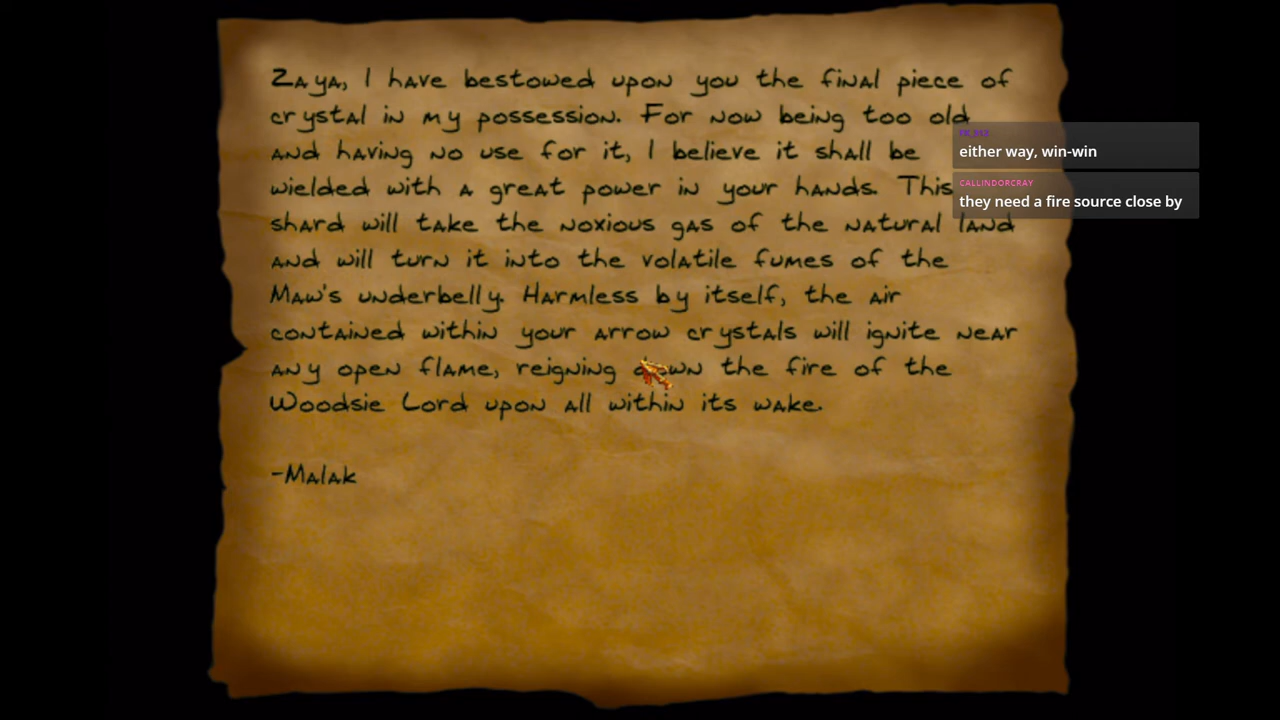 Zaya, I have bestowed upon you the final piece of
crystal in my possession. For now being too old
and having no use for it, I believe it shall be
wielded with a great power in your hands. This
shard will take the noxious gas of the natural land
and will turn it into the volatile fumes of the
Maw's underbelly. Harmless by itself, the air
contained within your arrow crystals will ignite near
any open flame, reigning down the fire of the
Woodsie Lord upon all within its wake.
-Malak
either way, win-win
CALLINDORCRAY
they need a fire source close by